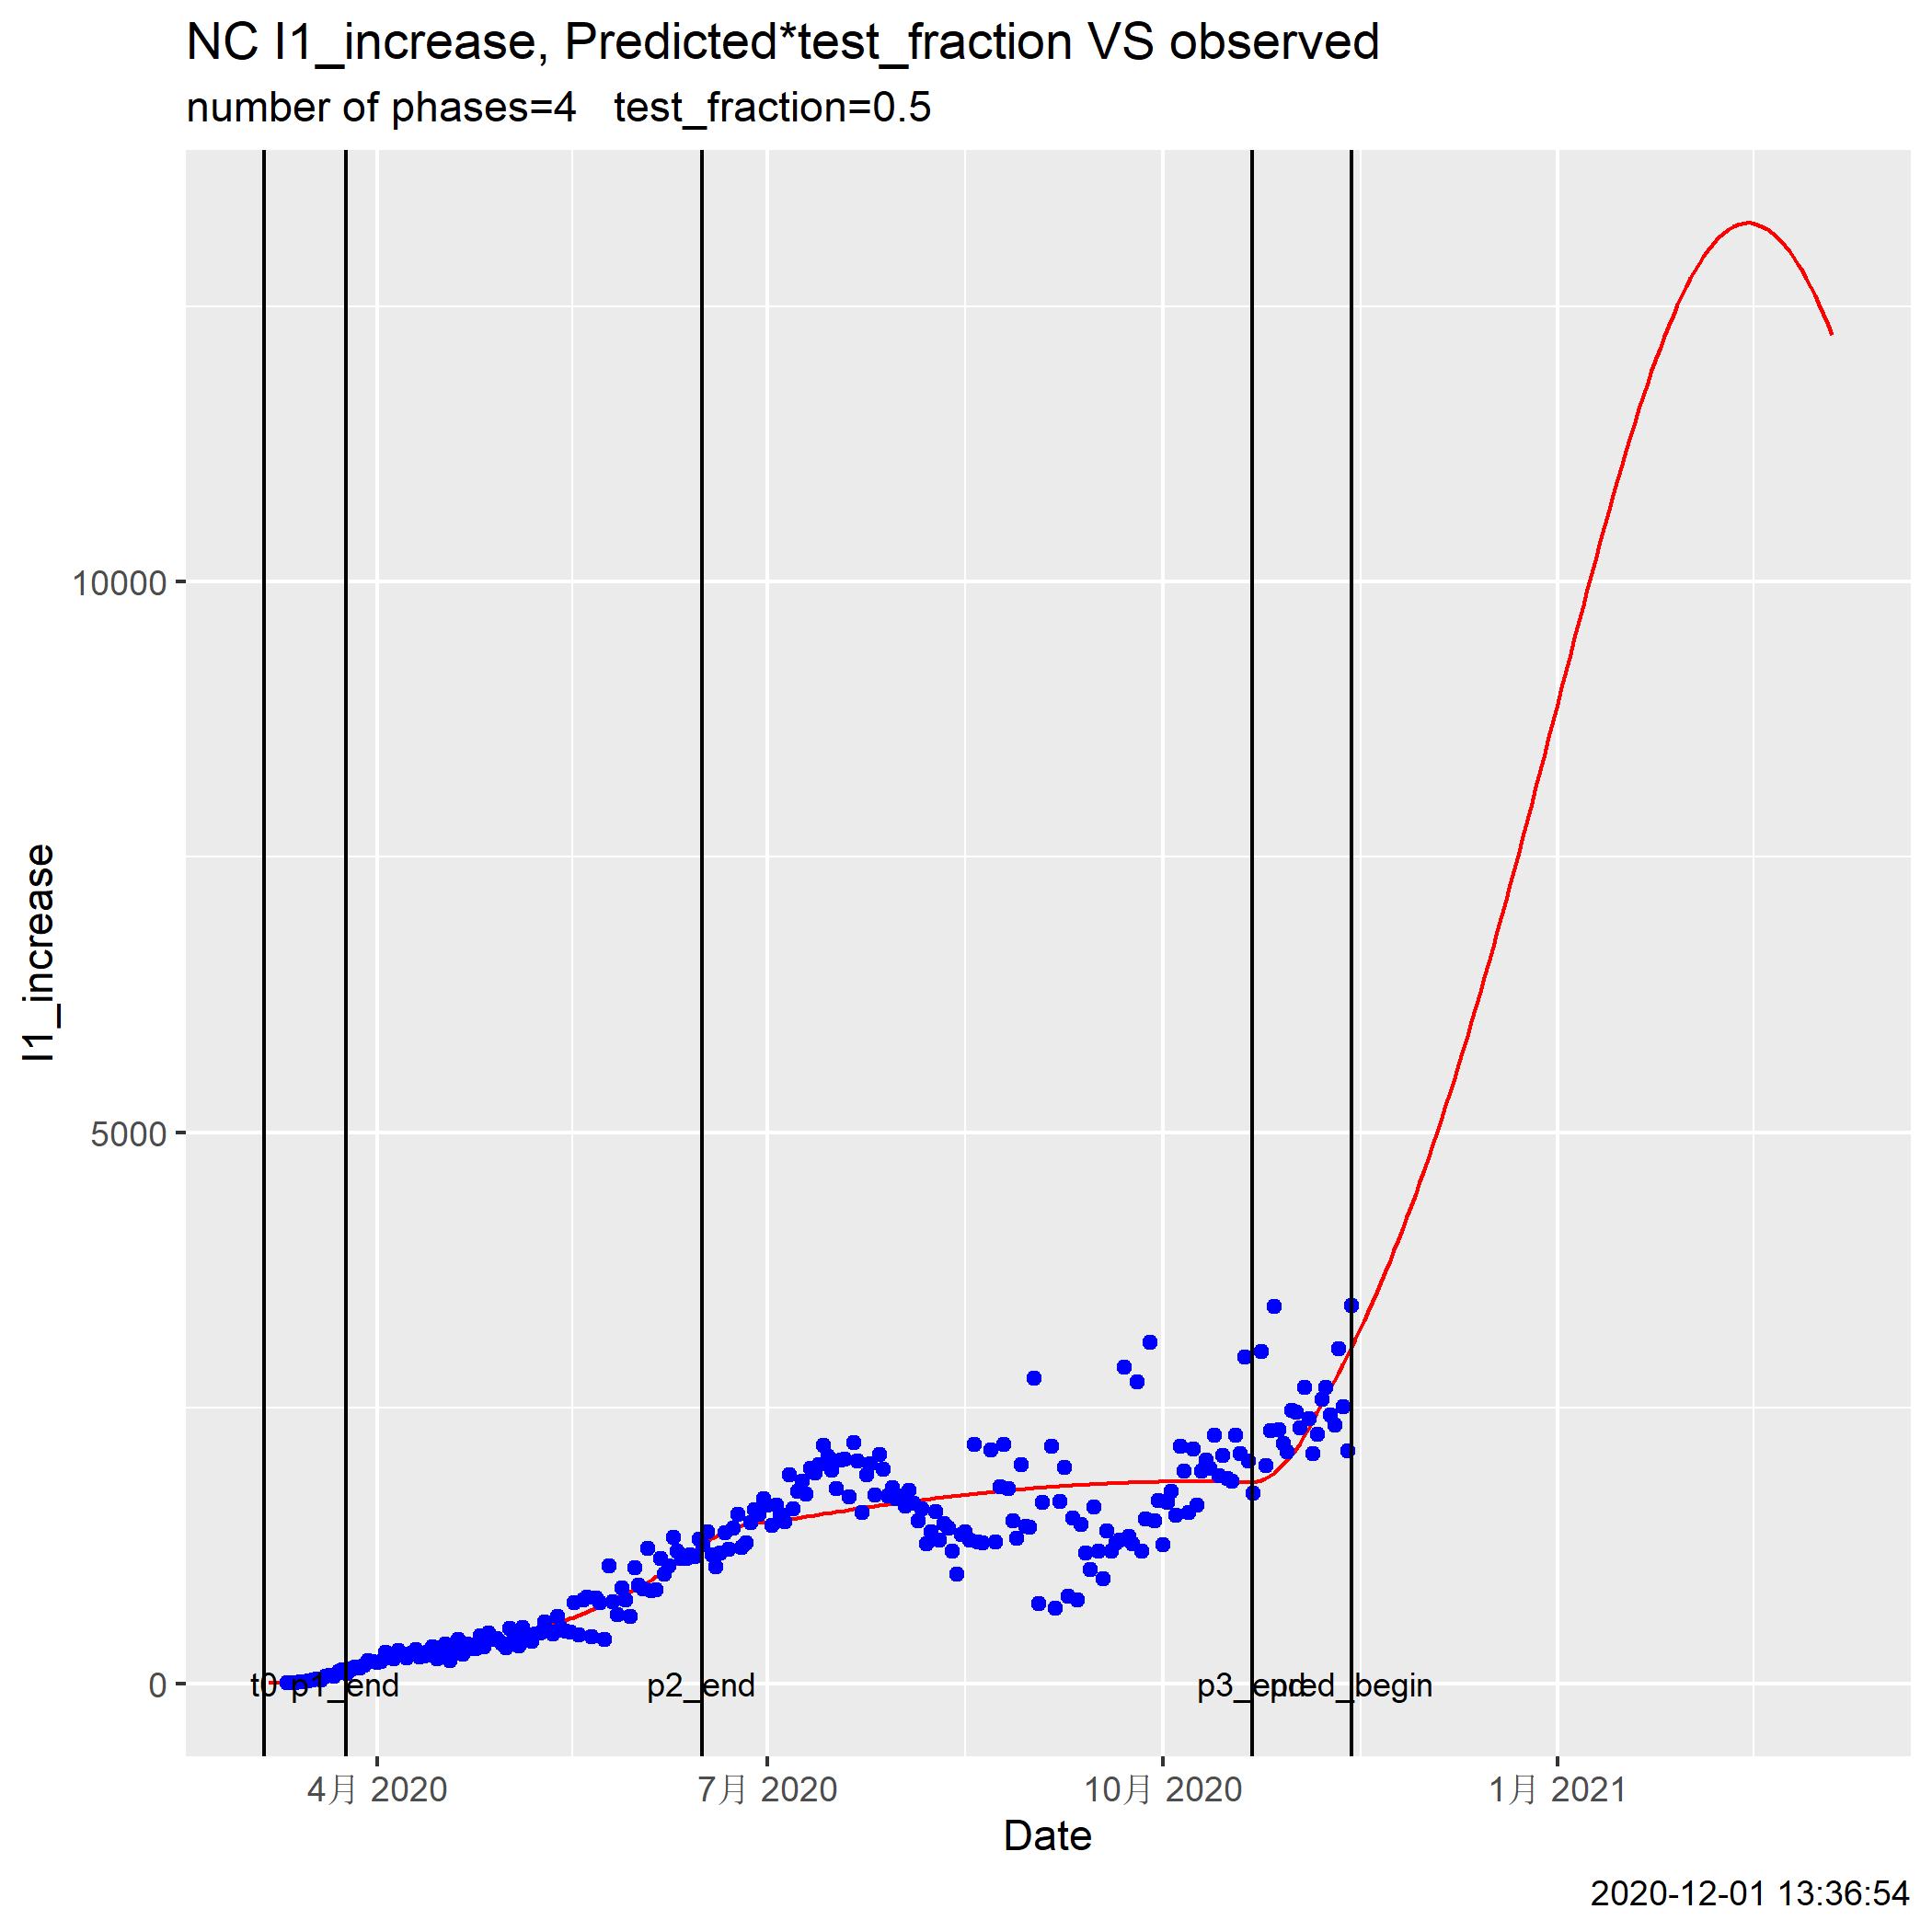 NC I1_increase, Predicted*test_fraction VS observed
number of phases=4 test_fraction=0.5
I1_increase
10000
5000
0
t0 p1_end p2_end p3_end pred_begin
4月 2020 7月 2020 10月 2020 1月 2021
Date
2020-12-01 13:36:54